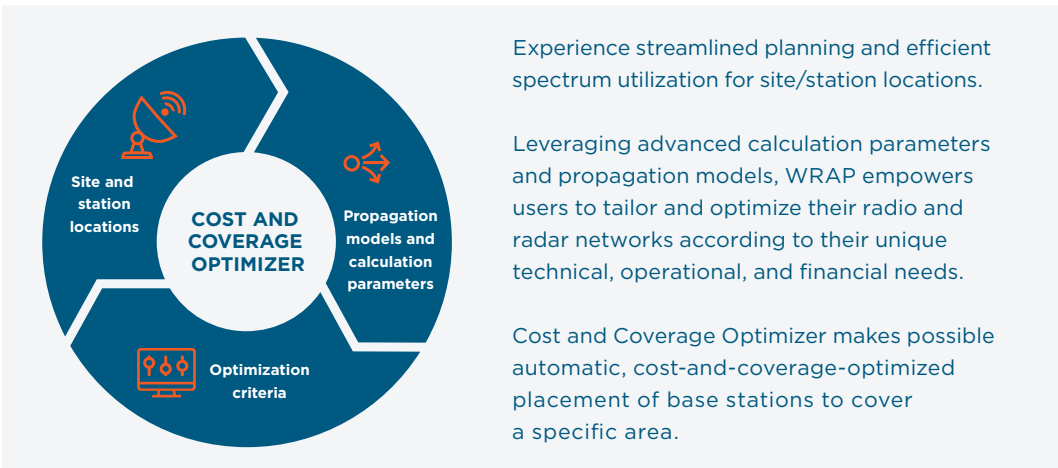 Site and
station
locations
COST AND
COVERAGE
OPTIMIZER
Propagation
models and
calculation
parameters
Optimization
criteria
Experience streamlined planning and efficient
spectrum utilization for site/station locations.
Leveraging advanced calculation parameters
and propagation models, WRAP empowers
users to tailor and optimize their radio and
radar networks according to their unique
technical, operational, and financial needs.
Cost and Coverage Optimizer makes possible
automatic, cost-and-coverage-optimized
placement of base stations to cover
a specific area.